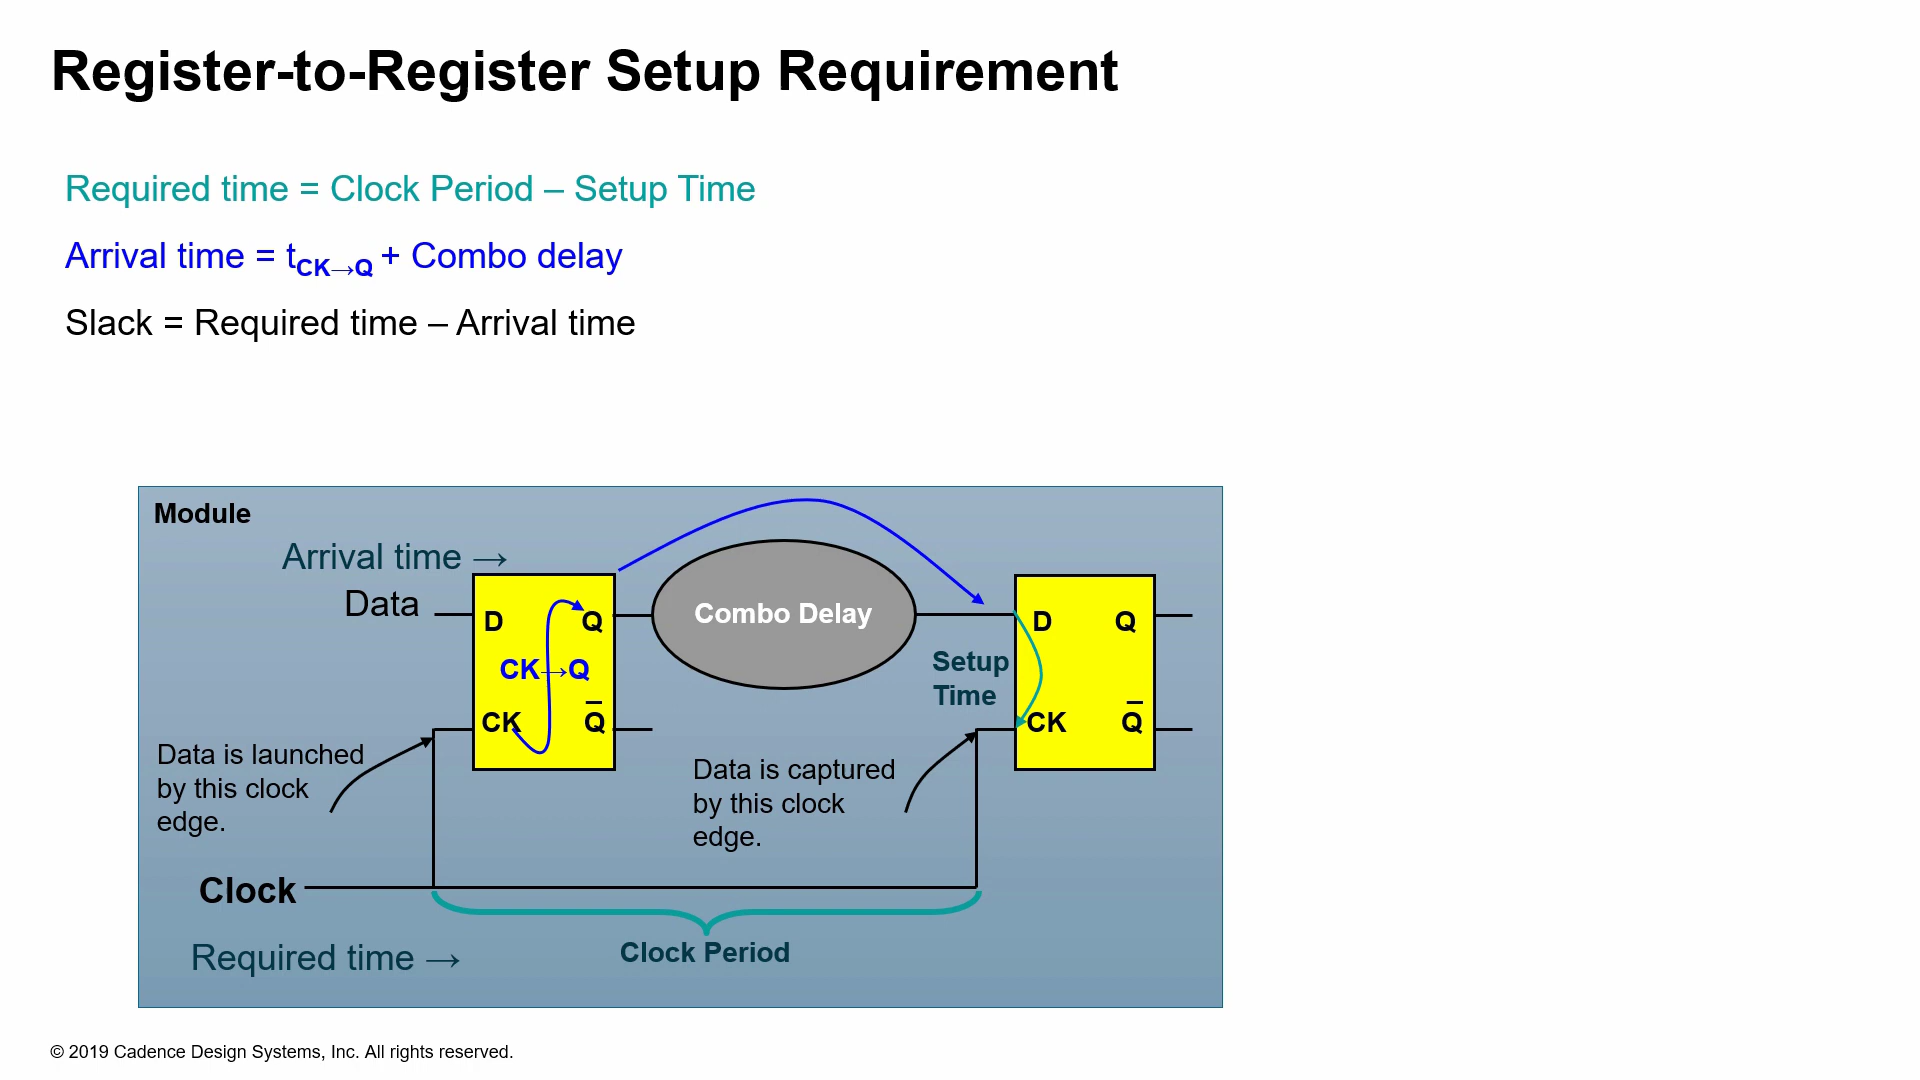 Register-to-Register Setup Requirement
Required time = Clock Period – Setup Time
Arrival time = tCK→Q + Combo delay
Slack = Required time – Arrival time
Module
Arrival time →
Data
D
Q
Combo Delay
D
Q
CK→Q
Setup
Time
CK
Q̅
CK
Q̅
Data is launched
by this clock
edge.
Data is captured
by this clock
edge.
Clock
Clock Period
Required time →
© 2019 Cadence Design Systems, Inc. All rights reserved.